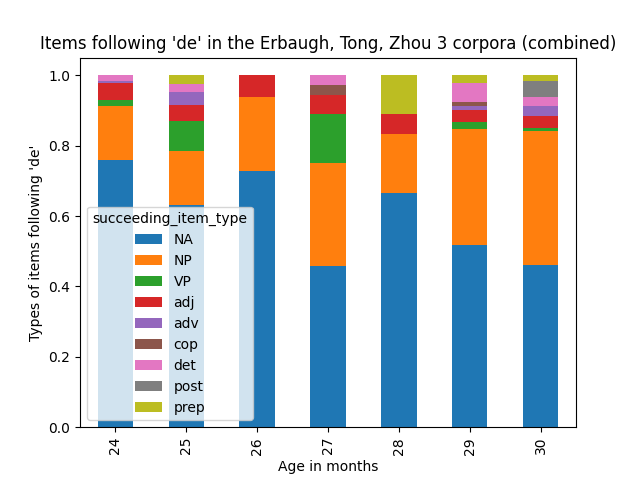 Items following 'de' in the Erbaugh, Tong, Zhou 3 corpora (combined)
Types of items following 'de'
1.0
0.8
0.6
0.4
0.2
0.0
succeeding_item_type
NA
NP
VP
adj
adv
cop
det
post
prep
24
25
26
27
28
29
30
Age in months